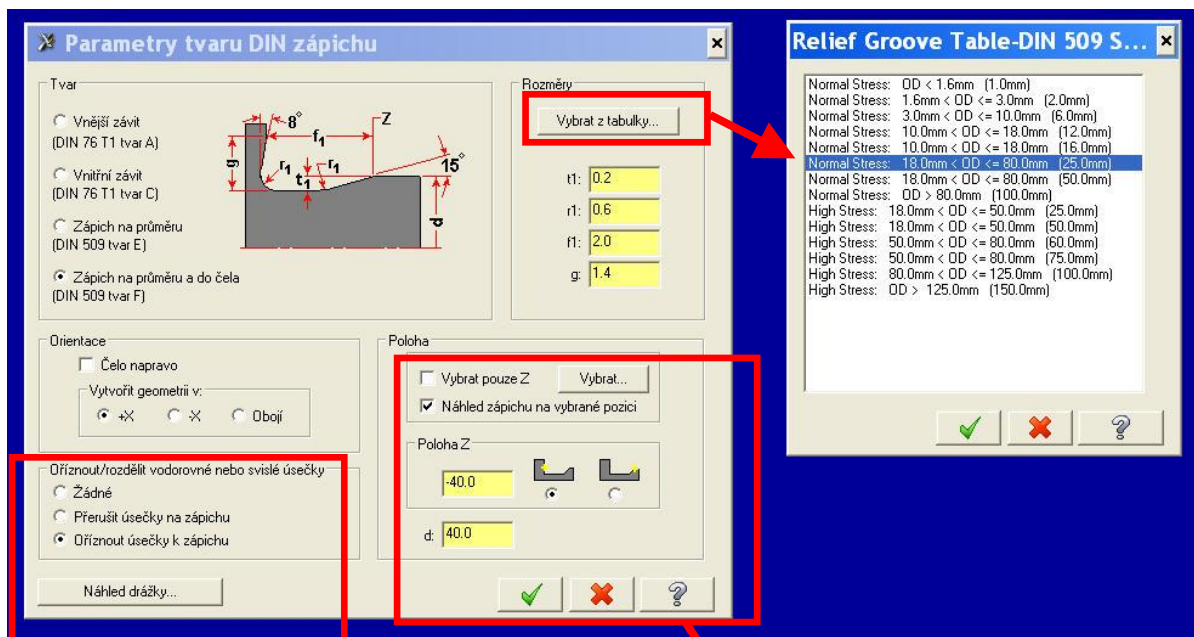 Parametry tvaru DIN zápichu
Tvar
Vnější závit
(DIN 76 T1 tvar A)
Vnitřní závit
(DIN 76 T1 tvar C)
Zápich na průměru
(DIN 509 tvar E)
Zápich na průměru a do čela
(DIN 509 tvar F)
8°
f1
Z
g
r1
t1
r1
15°
d
Rozměry
Vybrat z tabulky...
t1: 0.2
r1: 0.6
f1: 2.0
g: 1.4
Orientace
Čelo napravo
Vytvořit geometrii v:
+X -X Obojí
Oříznout/rozdělit vodorovné nebo svislé úsečky
Žádné
Přerušit úsečky na zápichu
Oříznout úsečky k zápichu
Náhled drážky...
Poloha
Vybrat pouze Z Vybrat...
Náhled zápichu na vybrané pozici
Poloha Z
-40.0
d: 40.0
Relief Groove Table-DIN 509 S...
Normal Stress: OD < 1.6mm (1.0mm)
Normal Stress: 1.6mm < OD <= 3.0mm (2.0mm)
Normal Stress: 3.0mm < OD <= 10.0mm (6.0mm)
Normal Stress: 10.0mm < OD <= 18.0mm (12.0mm)
Normal Stress: 10.0mm < OD <= 18.0mm (16.0mm)
Normal Stress: 18.0mm < OD <= 80.0mm (25.0mm)
Normal Stress: 18.0mm < OD <= 80.0mm (50.0mm)
Normal Stress: OD > 80.0mm (100.0mm)
High Stress: 18.0mm < OD <= 50.0mm (25.0mm)
High Stress: 18.0mm < OD <= 50.0mm (50.0mm)
High Stress: 50.0mm < OD <= 80.0mm (60.0mm)
High Stress: 50.0mm < OD <= 80.0mm (75.0mm)
High Stress: 80.0mm < OD <= 125.0mm (100.0mm)
High Stress: OD > 125.0mm (150.0mm)